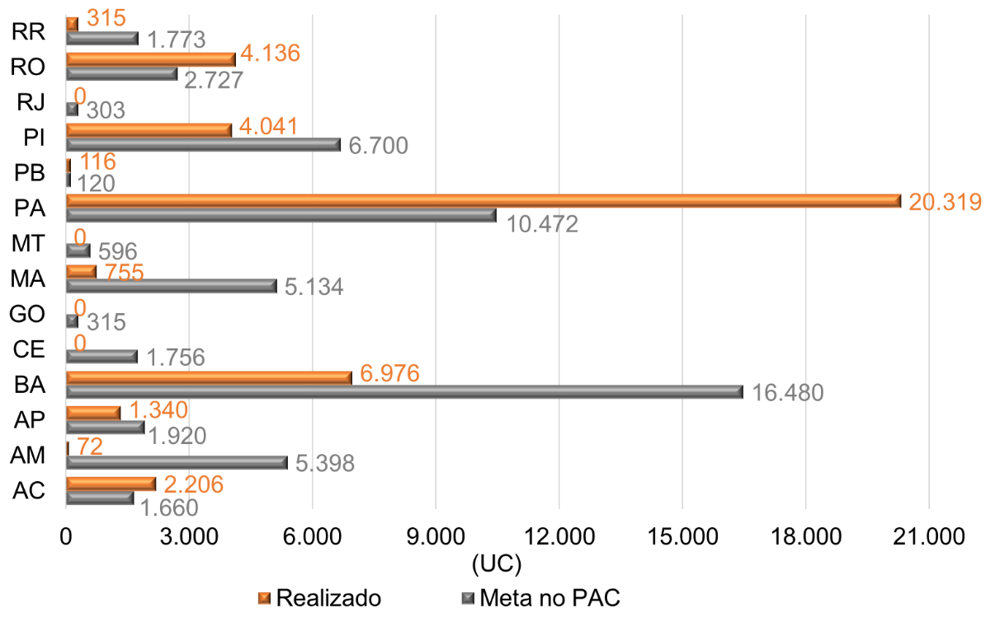 RR 315
1.773
RO 4.136
2.727
RJ 0
303
PI 4.041
6.700
PB 116
120
PA 20.319
10.472
MT 0
596
MA 755
5.134
GO 0
315
CE 0
1.756
BA 6.976
16.480
AP 1.340
1.920
AM 72
5.398
AC 2.206
1.660
0 3.000 6.000 9.000 12.000 15.000 18.000 21.000
(UC)
Realizado Meta no PAC